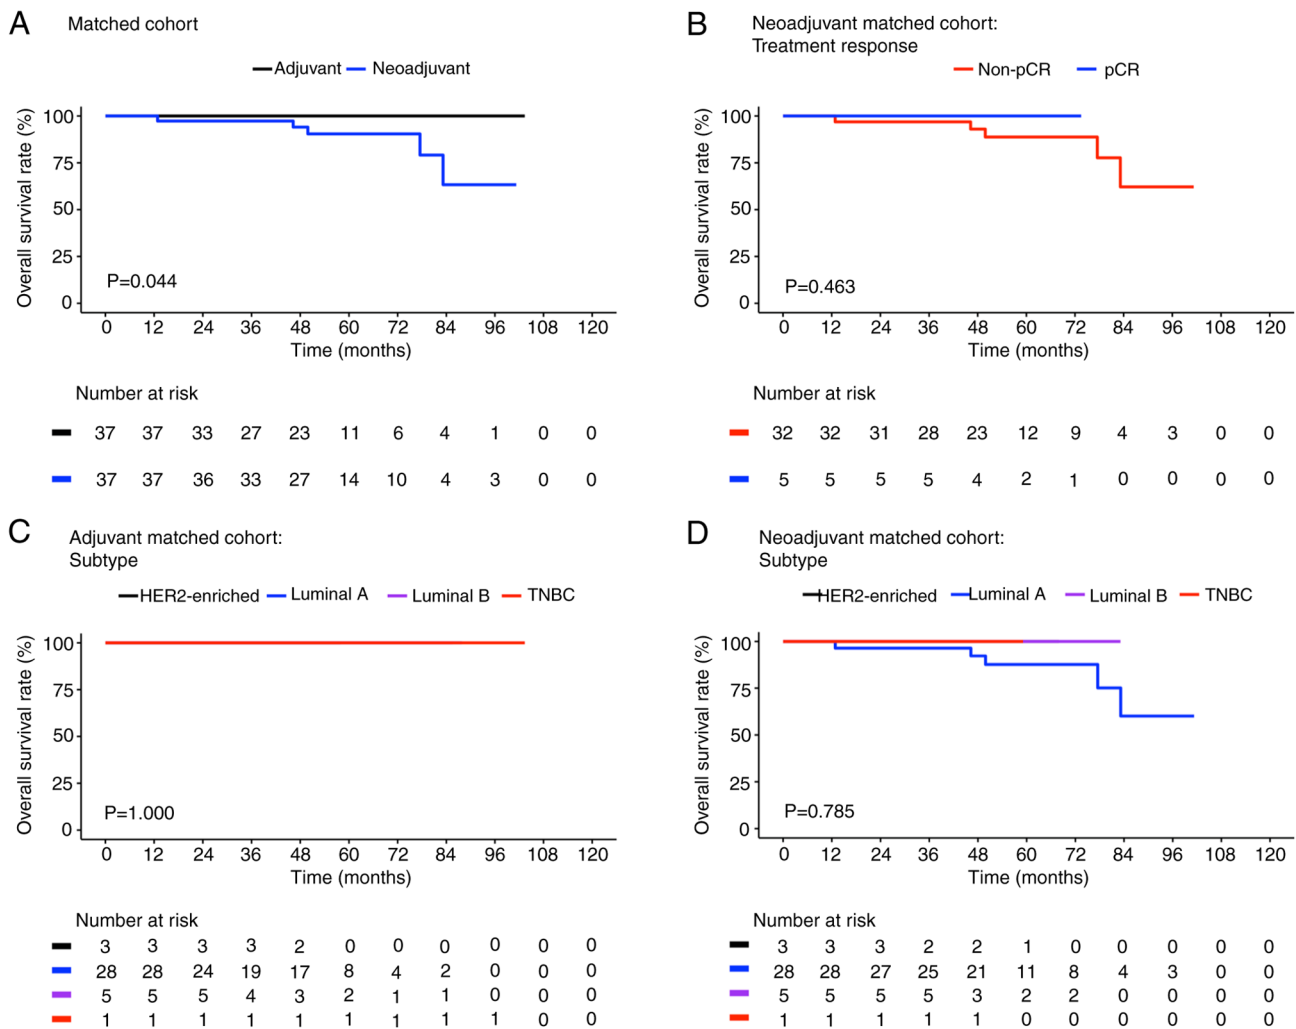 A
Matched cohort
Adjuvant Neoadjuvant
Overall survival rate (%)
100
75
50
25
0
P=0.044
0 12 24 36 48 60 72 84 96 108 120
Time (months)
Number at risk
37 37 33 27 23 11 6 4 1 0 0
37 37 36 33 27 14 10 4 3 0 0
B
Neoadjuvant matched cohort:
Treatment response
Non-pCR pCR
Overall survival rate (%)
100
75
50
25
0
P=0.463
0 12 24 36 48 60 72 84 96 108 120
Time (months)
Number at risk
32 32 31 28 23 12 9 4 3 0 0
5 5 5 5 4 2 1 0 0 0 0
C
Adjuvant matched cohort:
Subtype
HER2-enriched Luminal A Luminal B TNBC
Overall survival rate (%)
100
75
50
25
0
P=1.000
0 12 24 36 48 60 72 84 96 108 120
Time (months)
Number at risk
3 3 3 3 2 0 0 0 0 0 0
28 28 24 19 17 8 4 2 0 0 0
5 5 5 4 3 2 1 1 0 0 0
1 1 1 1 1 1 1 1 1 0 0
D
Neoadjuvant matched cohort:
Subtype
HER2-enriched Luminal A Luminal B TNBC
Overall survival rate (%)
100
75
50
25
0
P=0.785
0 12 24 36 48 60 72 84 96 108 120
Time (months)
Number at risk
3 3 3 2 2 1 0 0 0 0 0
28 28 27 25 21 11 8 4 3 0 0
5 5 5 5 3 2 2 0 0 0 0
1 1 1 1 1 0 0 0 0 0 0